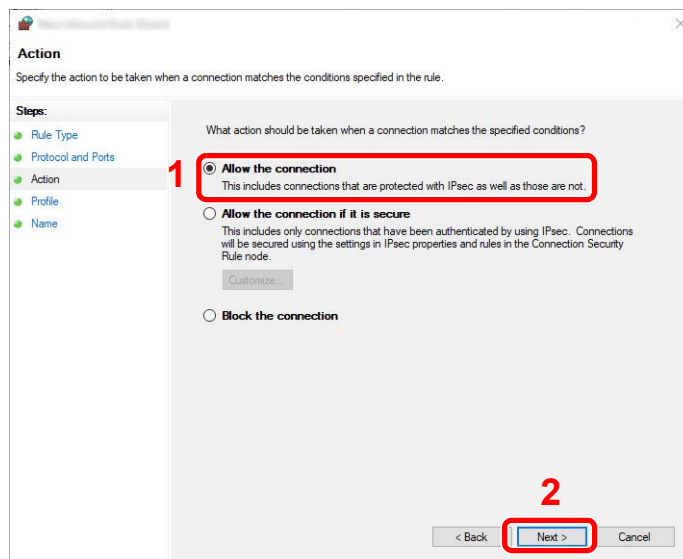 Action
Specify the action to be taken when a connection matches the conditions specified in the rule.
Steps:
Rule Type
Protocol and Ports
Action
Profile
Name
What action should be taken when a connection matches the specified conditions?
1
Allow the connection
This includes connections that are protected with IPsec as well as those are not.
Allow the connection if it is secure
This includes only connections that have been authenticated by using IPsec. Connections
will be secured using the settings in IPsec properties and rules in the Connection Security
Rule node.
Customize...
Block the connection
2
< Back
Next >
Cancel